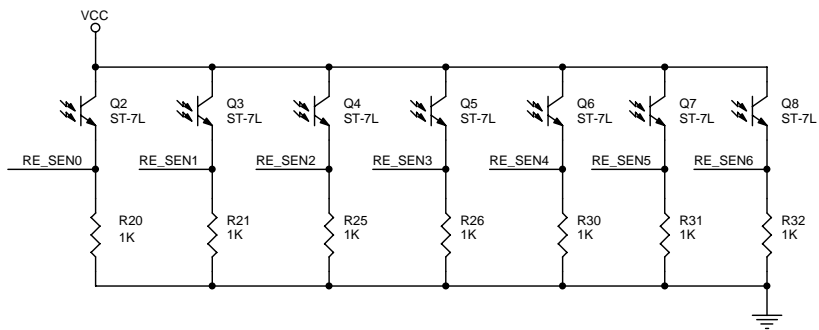 VCC
Q2
ST-7L
Q3
ST-7L
Q4
ST-7L
Q5
ST-7L
Q6
ST-7L
Q7
ST-7L
Q8
ST-7L
RE_SEN0
RE_SEN1
RE_SEN2
RE_SEN3
RE_SEN4
RE_SEN5
RE_SEN6
R20
1K
R21
1K
R25
1K
R26
1K
R30
1K
R31
1K
R32
1K